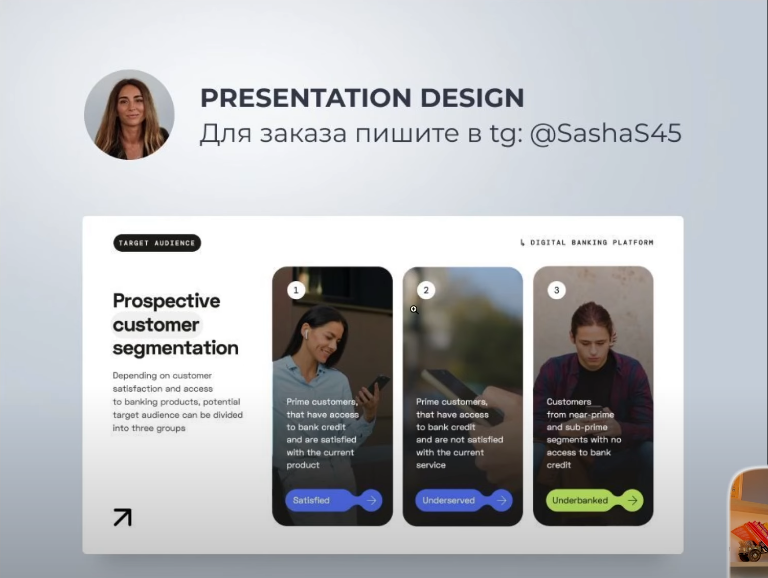 PRESENTATION DESIGN
Для заказа пишите в tg: @SashaS45
TARGET AUDIENCE
↳ DIGITAL BANKING PLATFORM
Prospective
customer
segmentation
Depending on customer
satisfaction and access
to banking products, potential
target audience can be divided
into three groups
1
Prime customers,
that have access
to bank credit
and are satisfied
with the current
product
Satisfied →
2
Prime customers,
that have access
to bank credit
and are not satisfied
with the current
service
Underserved →
3
Customers
from near-prime
and sub-prime
segments with no
access to bank
credit
Underbanked →